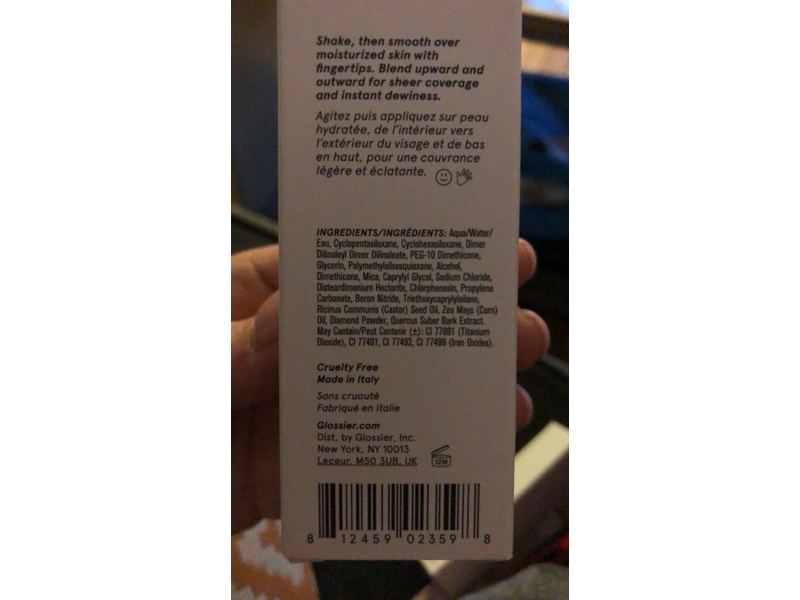 Shake, then smooth over
moisturized skin with
fingertips. Blend upward and
outward for sheer coverage
and instant dewiness.
Agitez puis appliquez sur peau
hydratée, de l'intérieur vers
l'extérieur du visage et de bas
en haut, pour une couvrance
légère et éclatante.
INGREDIENTS/INGRÉDIENTS: Aqua/Water/
Eau, Cyclopentasiloxane, Cyclohexasiloxane, Dimer
Dilinoleyl Dimer Dilinoleate, PEG-10 Dimethicone,
Glycerin, Polymethylsilsesquioxane, Alcohol,
Dimethicone, Mica, Caprylyl Glycol, Sodium Chloride,
Disteardimonium Hectorite, Chlorphenesin, Propylene
Carbonate, Boron Nitride, Triethoxycaprylylsilane,
Ricinus Communis (Castor) Seed Oil, Zea Mays (Corn)
Oil, Diamond Powder, Quercus Suber Bark Extract.
May Contain/Peut Contenir (±): CI 77891 (Titanium
Dioxide), CI 77491, CI 77492, CI 77499 (Iron Oxides).
Cruelty Free
Made in Italy
Sans cruauté
Fabriqué en Italie
Glossier.com
Dist. by Glossier, Inc.
New York, NY 10013
Leceur, M50 3UB, UK
12M
8 12459 02359 8